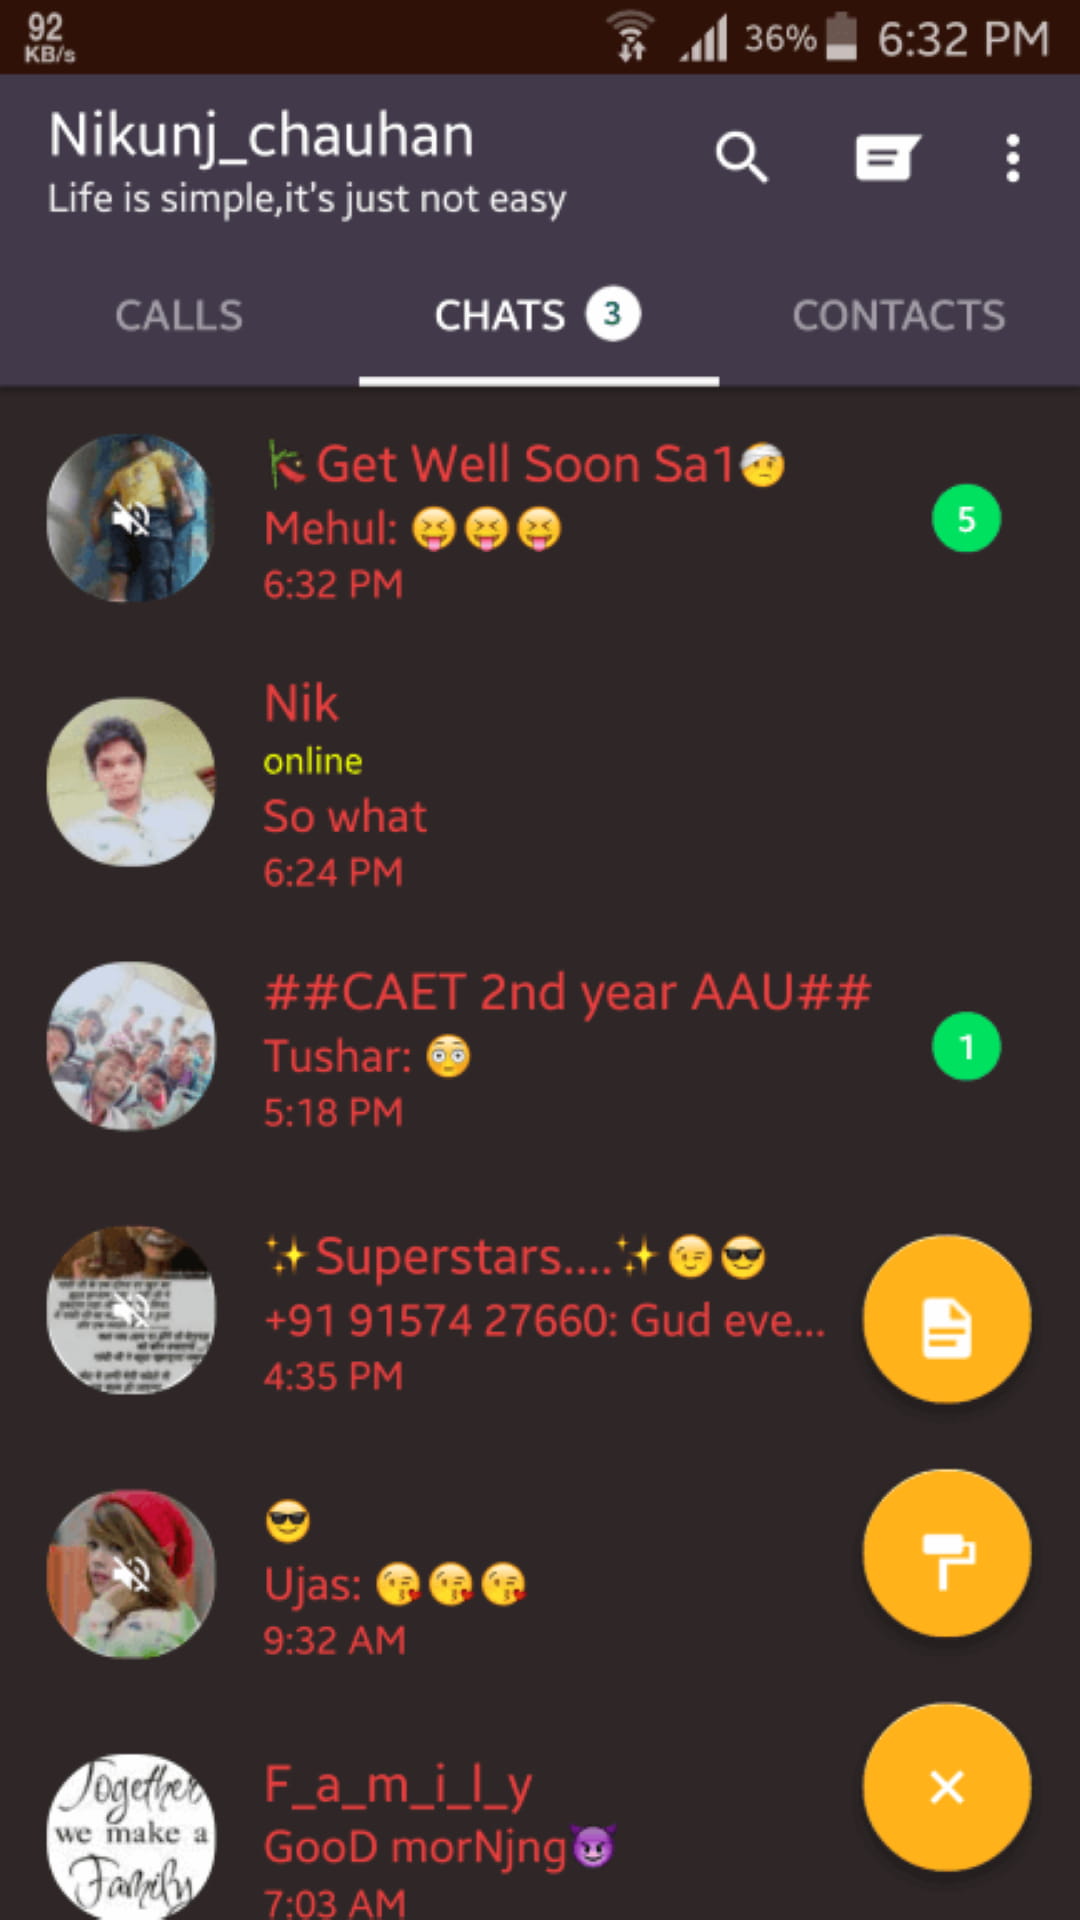 92
KB/s
36%
6:32 PM
Nikunj_chauhan
Life is simple,it's just not easy
CALLS
CHATS 3
CONTACTS
🎋Get Well Soon Sa1🤕
Mehul: 😝😝😝
5
6:32 PM
Nik
online
So what
6:24 PM
##CAET 2nd year AAU##
Tushar: 😳
1
5:18 PM
✨Superstars....✨😉😎
+91 91574 27660: Gud eve...
4:35 PM
😎
Ujas: 😘😘😘
9:32 AM
Together
we make a
Family
F_a_m_i_l_y
GooD morNjng😈
7:03 AM